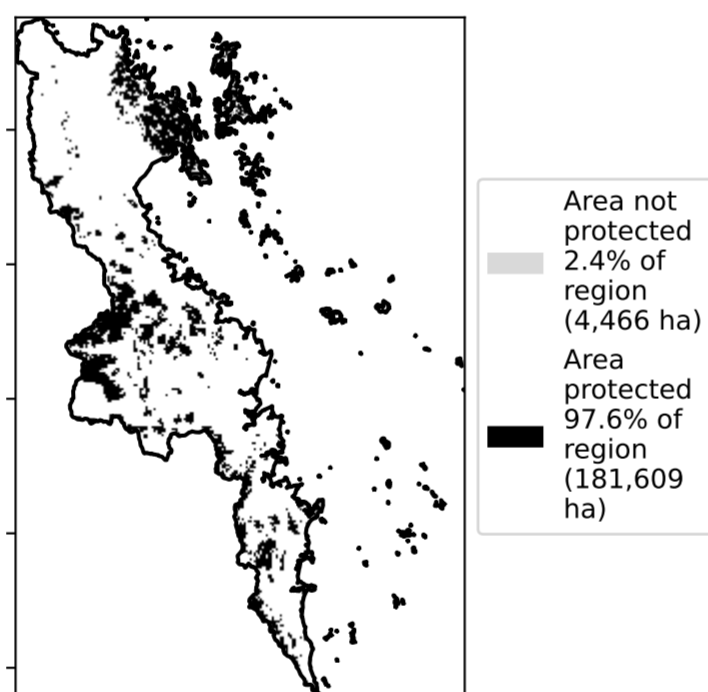 Area not
protected
2.4% of
region
(4,466 ha)
Area
protected
97.6% of
region
(181,609
ha)